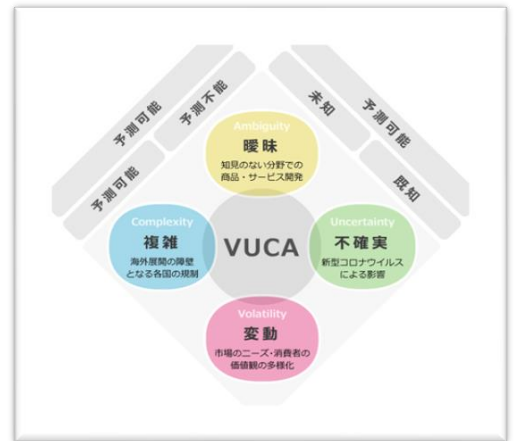 予測可能
予測不能
予測可能
未知
予測可能
既知
Ambiguity
曖昧
知見のない分野での
商品・サービス開発
Complexity
複雑
海外展開の障壁
となる各国の規制
VUCA
Uncertainty
不確実
新型コロナウイルス
による影響
Volatility
変動
市場のニーズ・消費者の
価値観の多様化